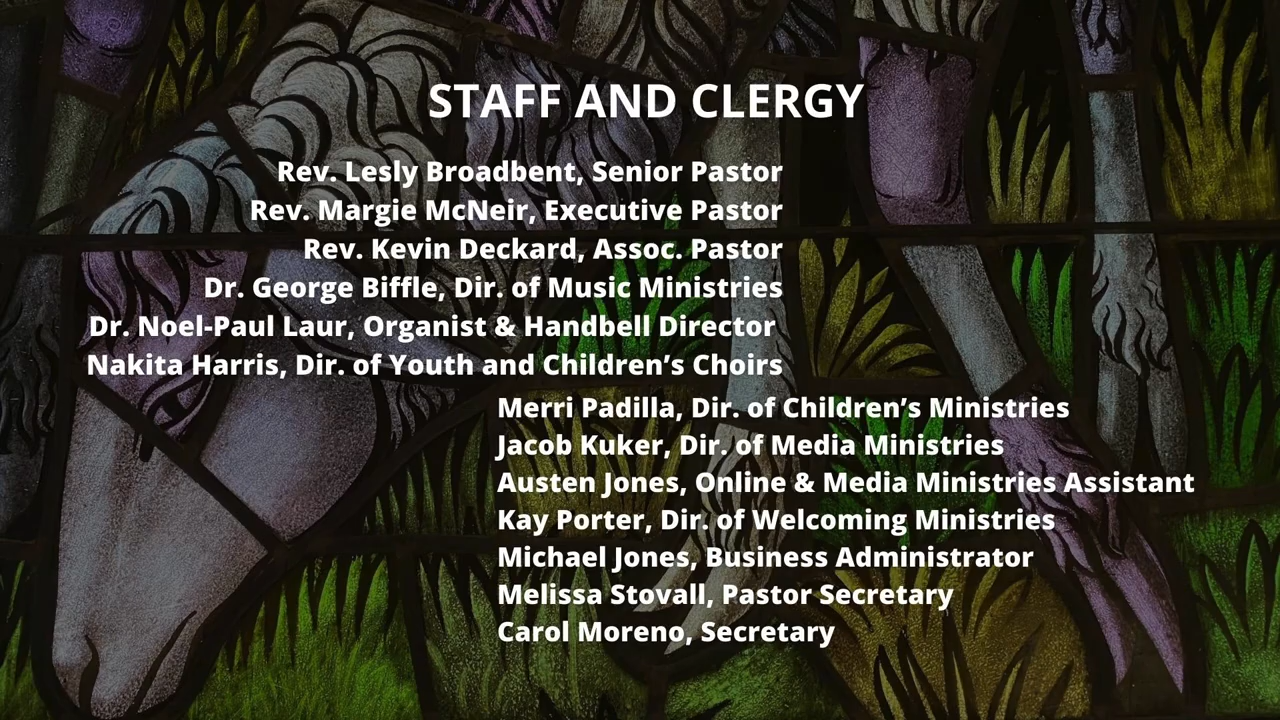 STAFF AND CLERGY
Rev. Lesly Broadbent, Senior Pastor
Rev. Margie McNeir, Executive Pastor
Rev. Kevin Deckard, Assoc. Pastor
Dr. George Biffle, Dir. of Music Ministries
Dr. Noel-Paul Laur, Organist & Handbell Director
Nakita Harris, Dir. of Youth and Children’s Choirs
Merri Padilla, Dir. of Children’s Ministries
Jacob Kuker, Dir. of Media Ministries
Austen Jones, Online & Media Ministries Assistant
Kay Porter, Dir. of Welcoming Ministries
Michael Jones, Business Administrator
Melissa Stovall, Pastor Secretary
Carol Moreno, Secretary